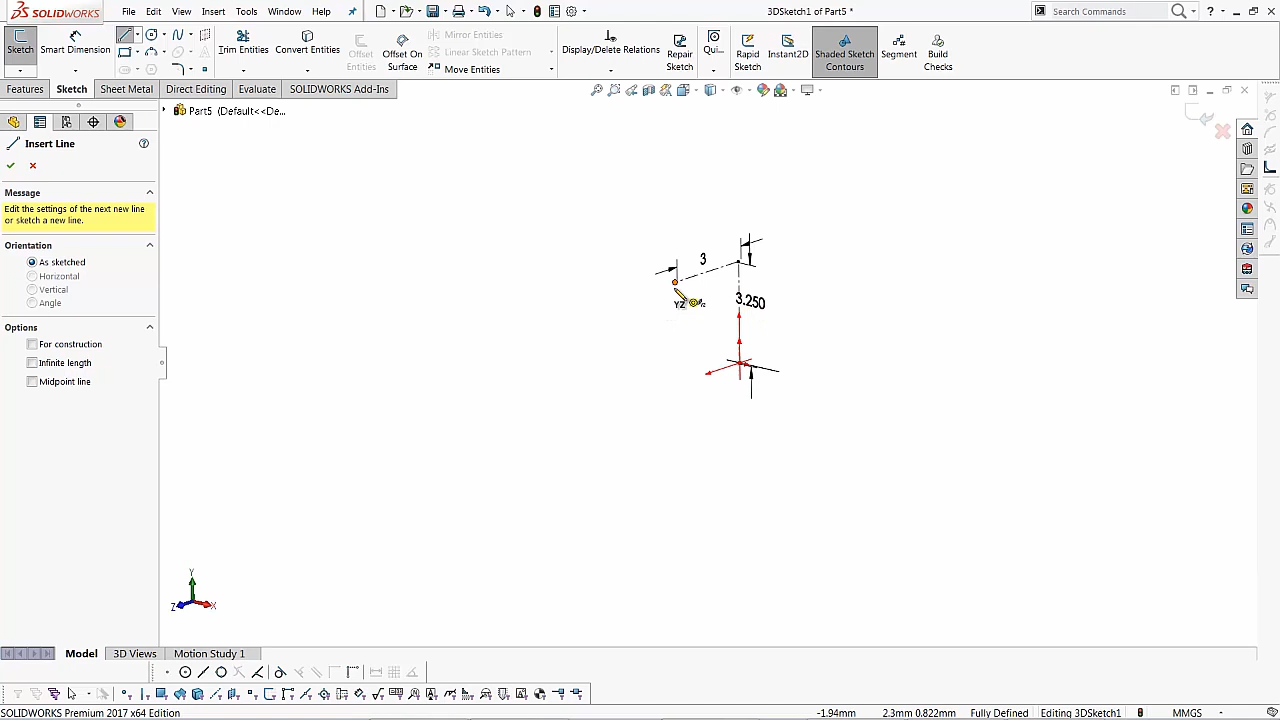 SOLIDWORKS File Edit View Insert Tools Window Help 3DSketch1 of Part5 * Search Commands ?
Sketch Smart Dimension Trim Entities Convert Entities Offset Entities Offset On Surface Mirror Entities Linear Sketch Pattern Move Entities Display/Delete Relations Repair Sketch Qui... Rapid Sketch Instant2D Shaded Sketch Contours Segment Build Checks
Features Sketch Sheet Metal Direct Editing Evaluate SOLIDWORKS Add-Ins
Part5 (Default<<De...
Insert Line
Message
Edit the settings of the next new line
or sketch a new line.
Orientation
As sketched
Horizontal
Vertical
Angle
Options
For construction
Infinite length
Midpoint line
3
3.250
YZ
Y
Z X
Model 3D Views Motion Study 1
SOLIDWORKS Premium 2017 x64 Edition -1.94mm 2.3mm 0.822mm Fully Defined Editing 3DSketch1 MMGS